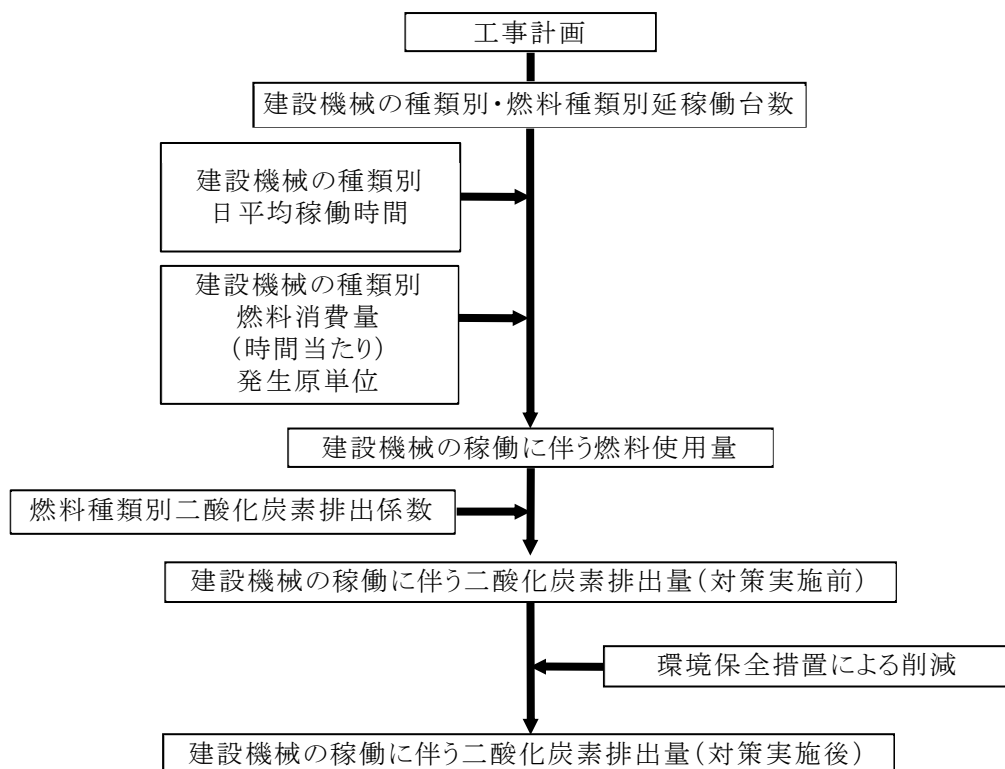 工事計画
建設機械の種類別・燃料種類別延稼働台数
建設機械の種類別
日平均稼働時間
建設機械の種類別
燃料消費量
(時間当たり)
発生原単位
建設機械の稼働に伴う燃料使用量
燃料種類別二酸化炭素排出係数
建設機械の稼働に伴う二酸化炭素排出量(対策実施前)
環境保全措置による削減
建設機械の稼働に伴う二酸化炭素排出量(対策実施後)